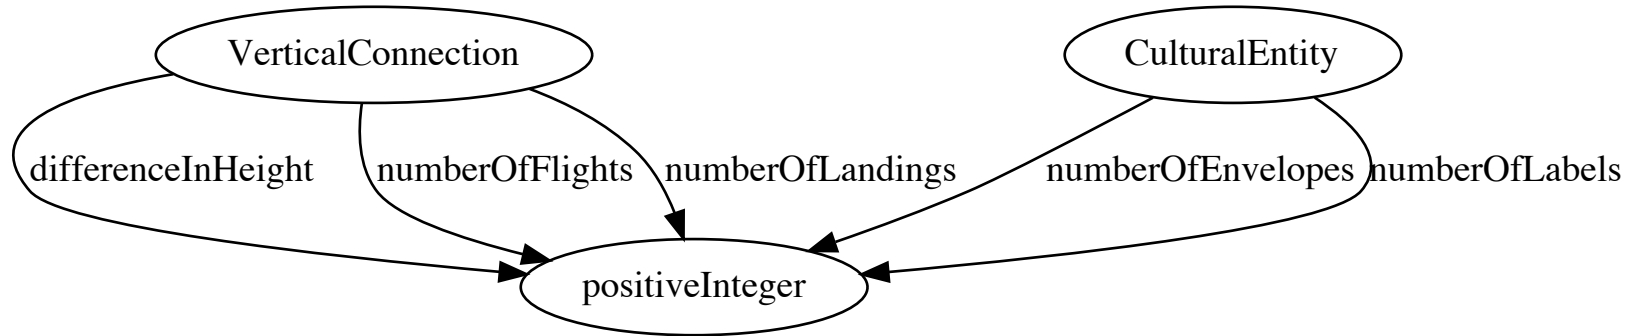 VerticalConnection
CulturalEntity
differenceInHeight
numberOfFlights
numberOfLandings
numberOfEnvelopes
numberOfLabels
positiveInteger